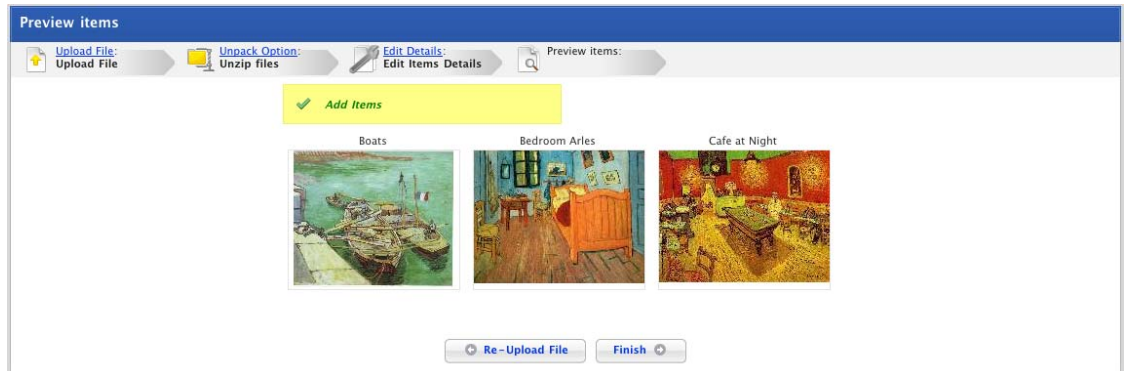 Preview items
Upload File:
Upload File
Unpack Option:
Unzip files
Edit Details:
Edit Items Details
Preview items:
Add Items
Boats
Bedroom Arles
Cafe at Night
Re-Upload File
Finish